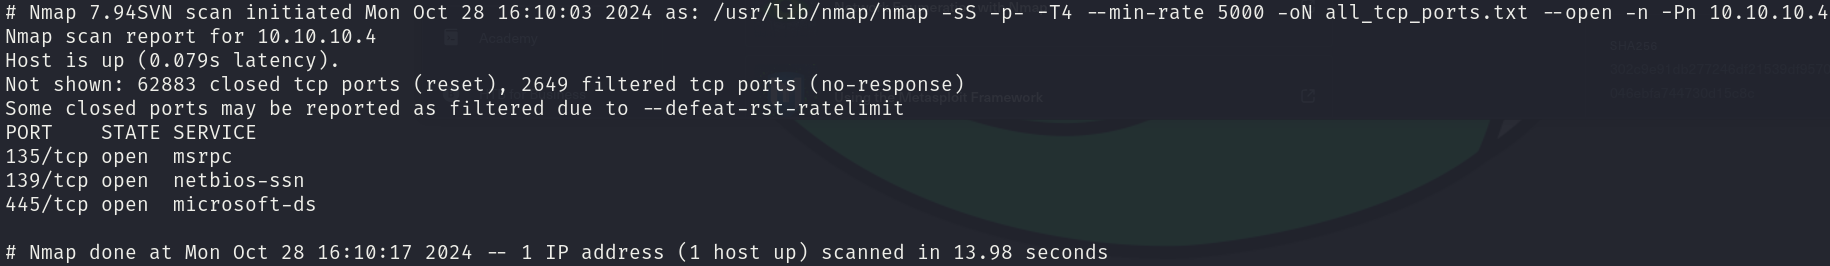 # Nmap 7.94SVN scan initiated Mon Oct 28 16:10:03 2024 as: /usr/lib/nmap/nmap -sS -p- -T4 --min-rate 5000 -oN all_tcp_ports.txt --open -n -Pn 10.10.10.4
Nmap scan report for 10.10.10.4
Host is up (0.079s latency).
Not shown: 62883 closed tcp ports (reset), 2649 filtered tcp ports (no-response)
Some closed ports may be reported as filtered due to --defeat-rst-ratelimit
PORT    STATE SERVICE
135/tcp open  msrpc
139/tcp open  netbios-ssn
445/tcp open  microsoft-ds
# Nmap done at Mon Oct 28 16:10:17 2024 -- 1 IP address (1 host up) scanned in 13.98 seconds